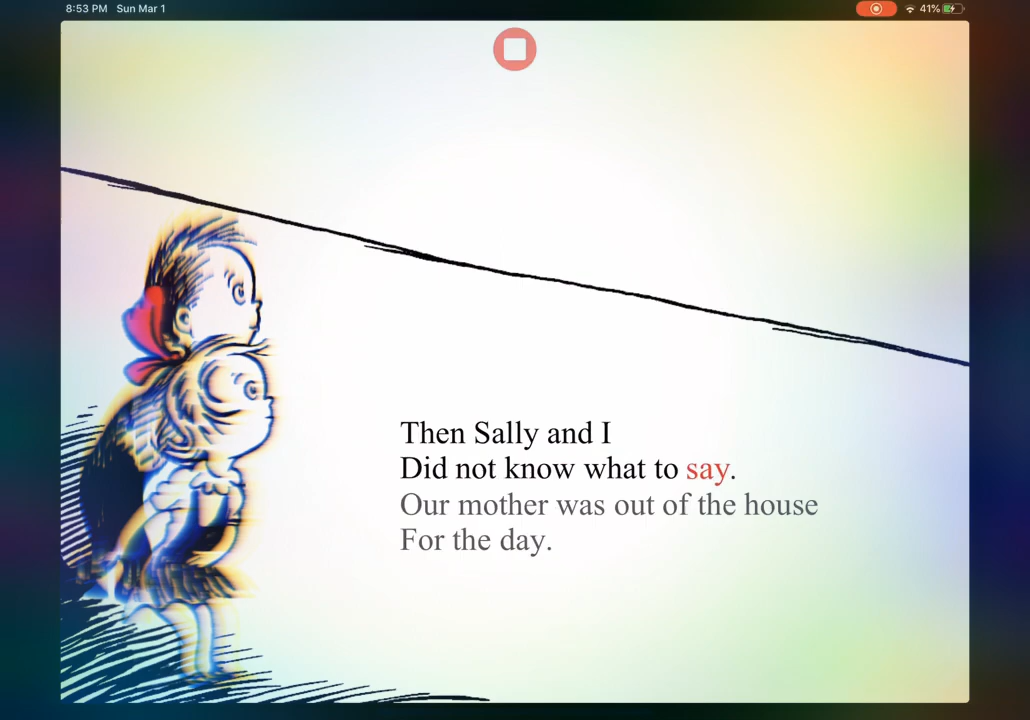 8:53 PM Sun Mar 1
41%
Then Sally and I
Did not know what to say.
Our mother was out of the house
For the day.